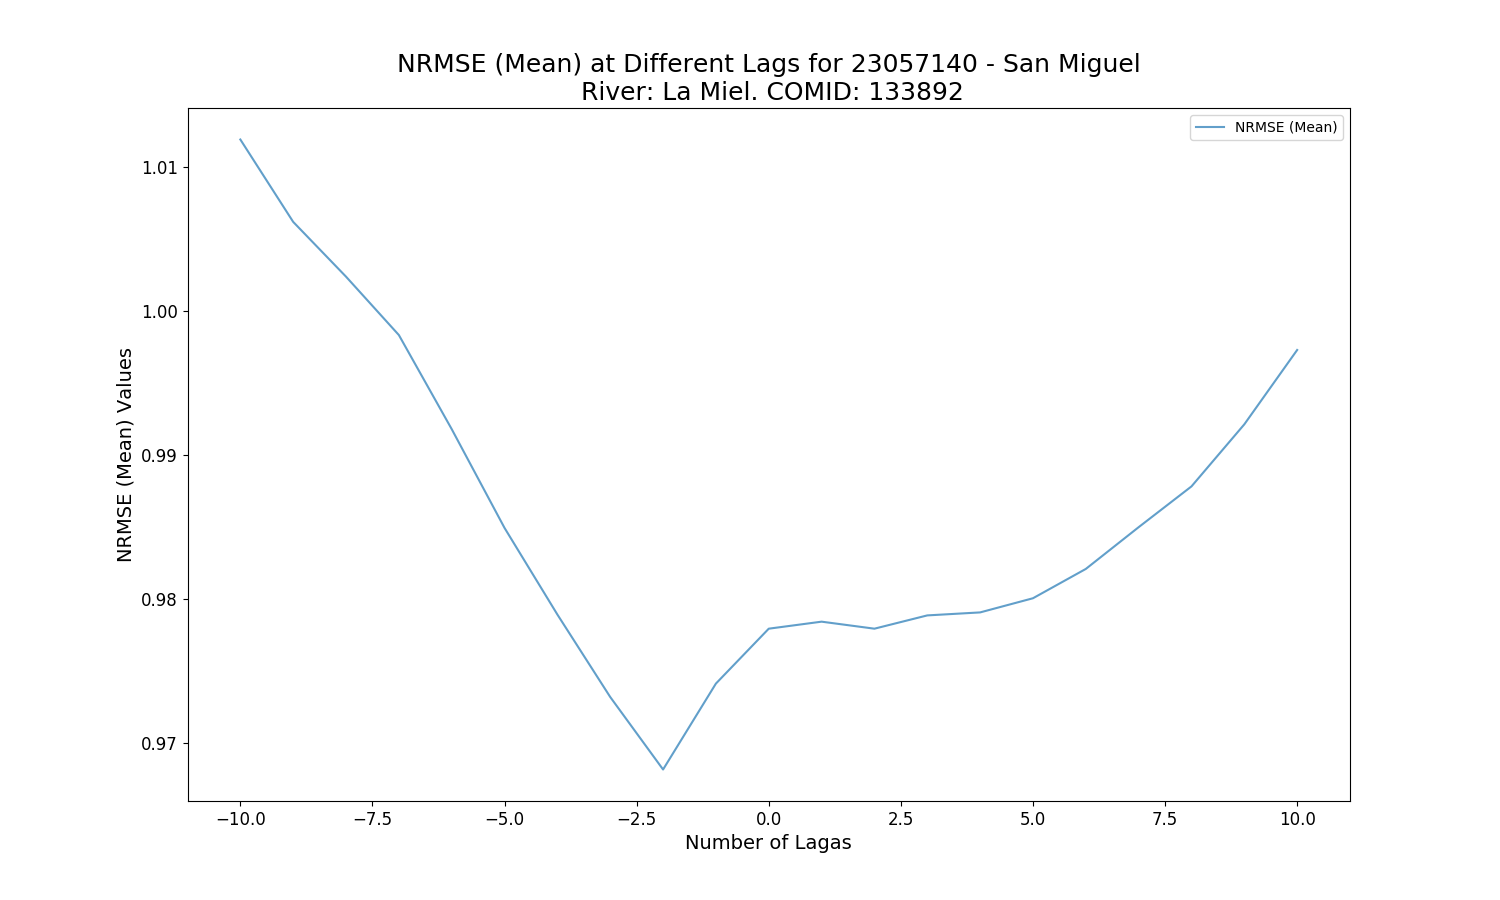 NRMSE (Mean) at Different Lags for 23057140 - San Miguel
River: La Miel. COMID: 133892
NRMSE (Mean)
1.01
1.00
0.99
0.98
0.97
NRMSE (Mean) Values
−10.0 −7.5 −5.0 −2.5 0.0 2.5 5.0 7.5 10.0
Number of Lagas